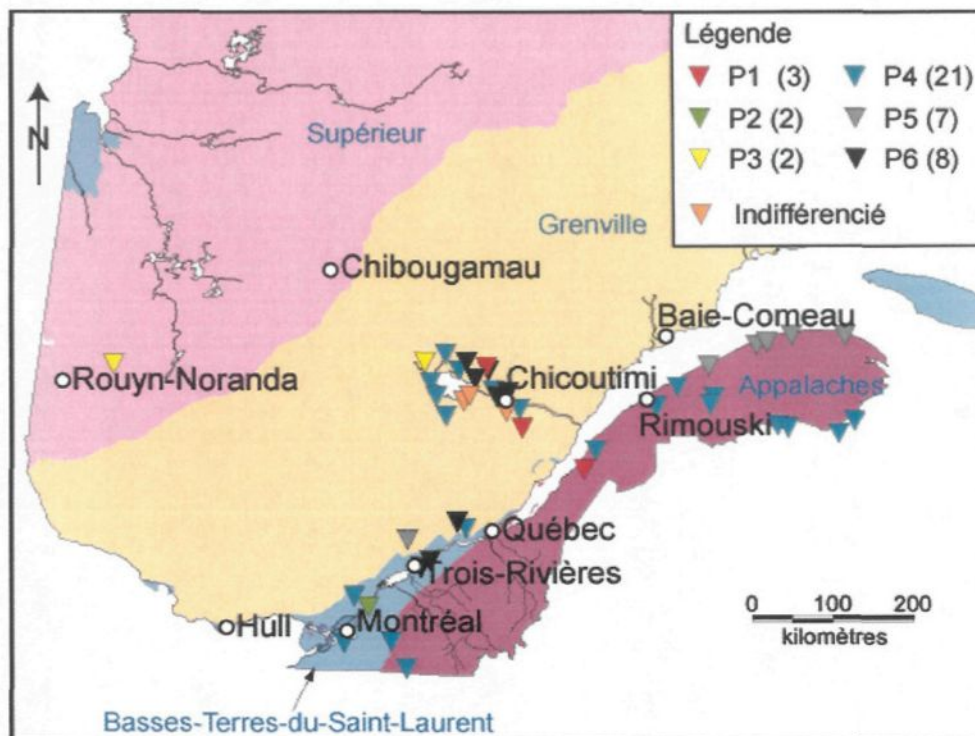 Légende
P1 (3)
P4 (21)
P2 (2)
P5 (7)
P3 (2)
P6 (8)
Indifférencié
N
Supérieur
Grenville
Chibougamau
Baie-Comeau
Rouyn-Noranda
Chicoutimi
Appalaches
Rimouski
Québec
Trois-Rivières
Hull
Montréal
0 100 200
kilomètres
Basses-Terres-du-Saint-Laurent